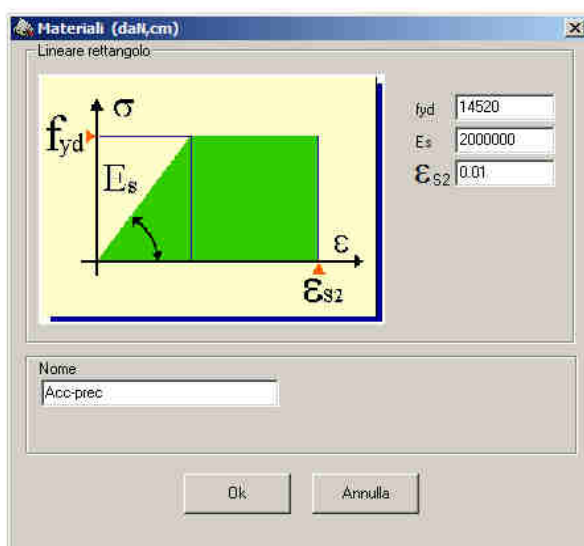 Materiali (daN,cm)
Lineare rettangolo
σ
fyd
Es
ε
εS2
fyd 14520
Es 2000000
εS2 0.01
Nome
Acc-prec
Ok Annulla